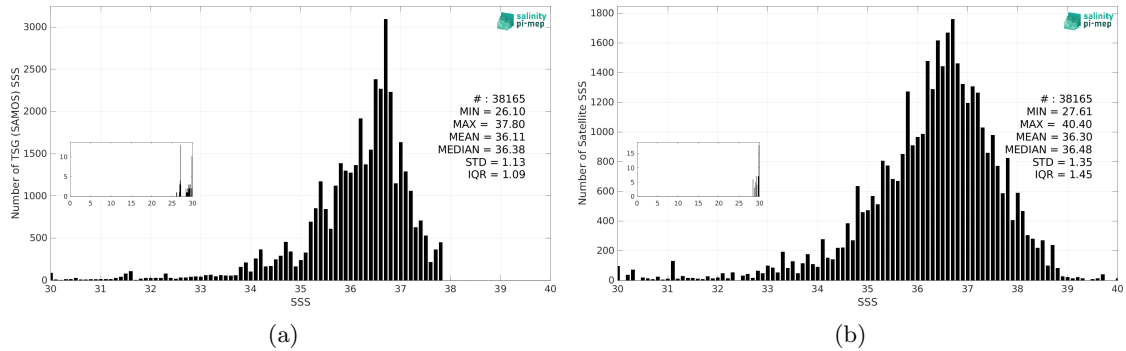 salinity
pi-mep
3000
2500
2000
1500
1000
500
0
Number of TSG (SAMOS) SSS
# : 38165
MIN = 26.10
MAX = 37.80
MEAN = 36.11
MEDIAN = 36.38
STD = 1.13
IQR = 1.09
10
5
0
0 5 10 15 20 25 30
30 31 32 33 34 35 36 37 38 39 40
SSS
(a)
salinity
pi-mep
1800
1600
1400
1200
1000
800
600
400
200
0
Number of Satellite SSS
# : 38165
MIN = 27.61
MAX = 40.40
MEAN = 36.30
MEDIAN = 36.48
STD = 1.35
IQR = 1.45
15
10
5
0
0 5 10 15 20 25 30
30 31 32 33 34 35 36 37 38 39 40
SSS
(b)